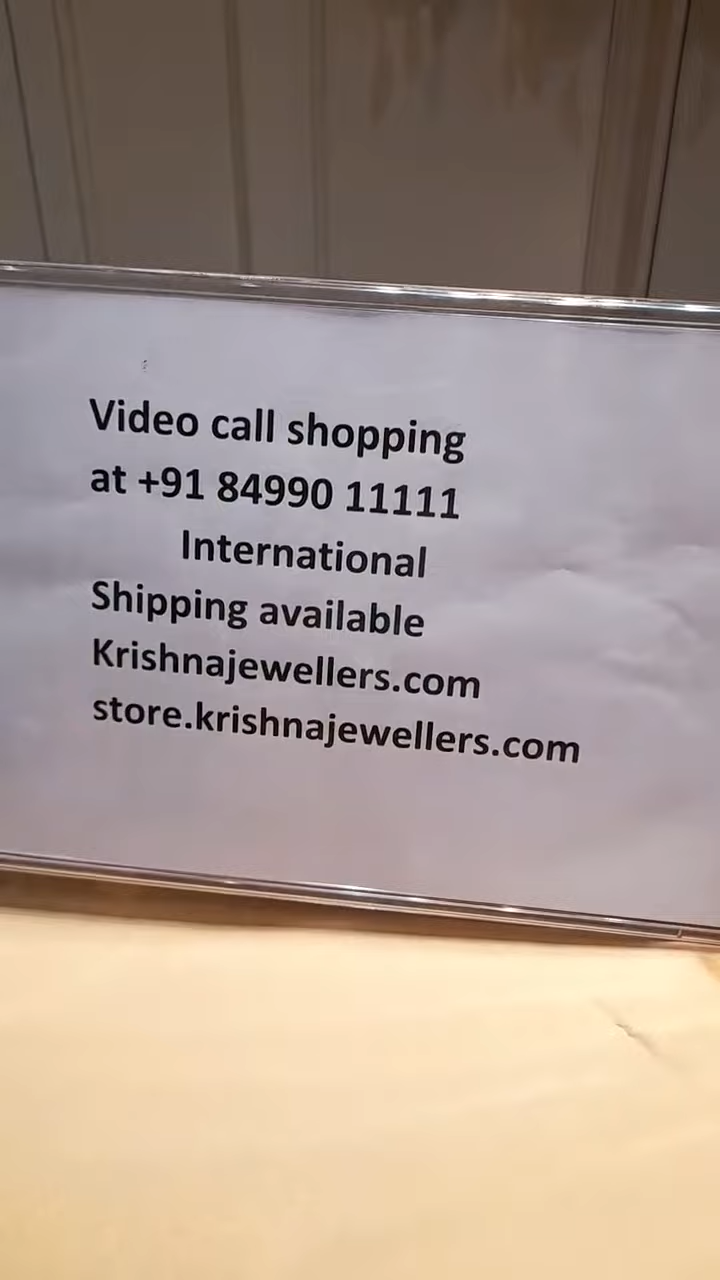 Video call shopping
at +91 84990 11111
International
Shipping available
Krishnajewellers.com
store.krishnajewellers.com